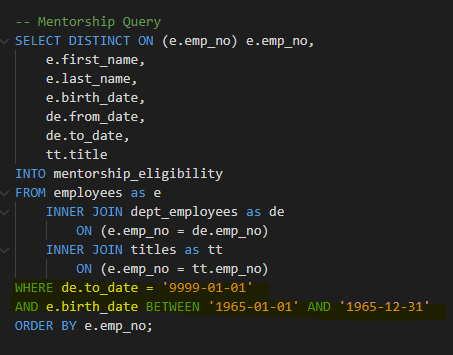 -- Mentorship Query
SELECT DISTINCT ON (e.emp_no) e.emp_no,
e.first_name,
e.last_name,
e.birth_date,
de.from_date,
de.to_date,
tt.title
INTO mentorship_eligibility
FROM employees as e
INNER JOIN dept_employees as de
ON (e.emp_no = de.emp_no)
INNER JOIN titles as tt
ON (e.emp_no = tt.emp_no)
WHERE de.to_date = '9999-01-01'
AND e.birth_date BETWEEN '1965-01-01' AND '1965-12-31'
ORDER BY e.emp_no;